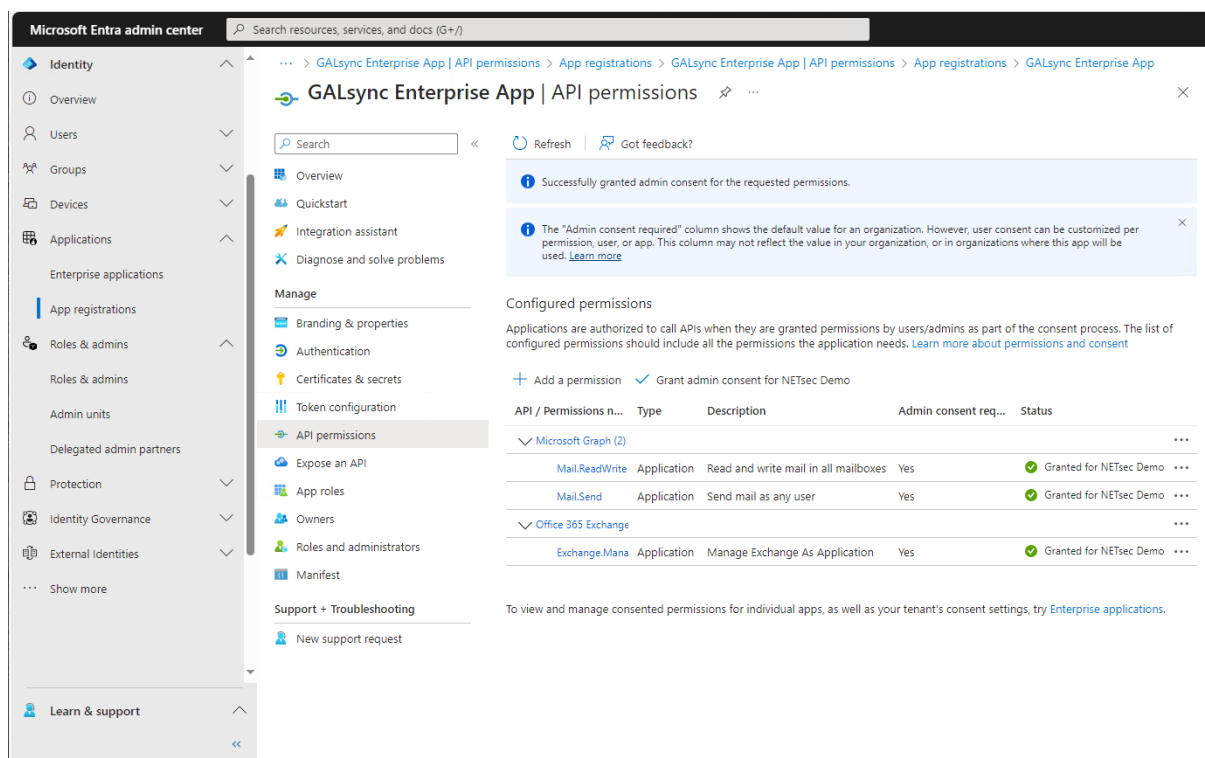 Microsoft Entra admin center
Search resources, services, and docs (G+/)
Identity
Overview
Users
Groups
Devices
Applications
Enterprise applications
App registrations
Roles & admins
Roles & admins
Admin units
Delegated admin partners
Protection
Identity Governance
External Identities
··· Show more
Learn & support
«
··· > GALsync Enterprise App | API permissions > App registrations > GALsync Enterprise App | API permissions > App registrations > GALsync Enterprise App
GALsync Enterprise App | API permissions ···
Search «
Overview
Quickstart
Integration assistant
Diagnose and solve problems
Manage
Branding & properties
Authentication
Certificates & secrets
Token configuration
API permissions
Expose an API
App roles
Owners
Roles and administrators
Manifest
Support + Troubleshooting
New support request
Refresh | Got feedback?
Successfully granted admin consent for the requested permissions.
The "Admin consent required" column shows the default value for an organization. However, user consent can be customized per
permission, user, or app. This column may not reflect the value in your organization, or in organizations where this app will be
used. Learn more
Configured permissions
Applications are authorized to call APIs when they are granted permissions by users/admins as part of the consent process. The list of
configured permissions should include all the permissions the application needs. Learn more about permissions and consent
+ Add a permission ✓ Grant admin consent for NETsec Demo
API / Permissions n... Type Description Admin consent req... Status
Microsoft Graph (2) ···
Mail.ReadWrite Application Read and write mail in all mailboxes Yes Granted for NETsec Demo ···
Mail.Send Application Send mail as any user Yes Granted for NETsec Demo ···
Office 365 Exchange ···
Exchange.Mana Application Manage Exchange As Application Yes Granted for NETsec Demo ···
To view and manage consented permissions for individual apps, as well as your tenant's consent settings, try Enterprise applications.